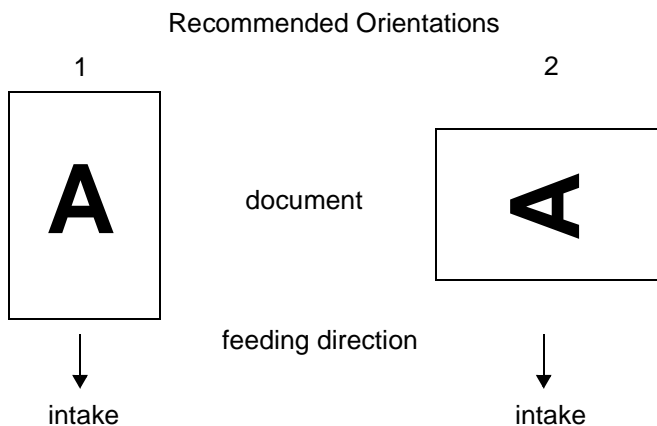 Recommended Orientations
1
2
A
document
A
feeding direction
intake
intake